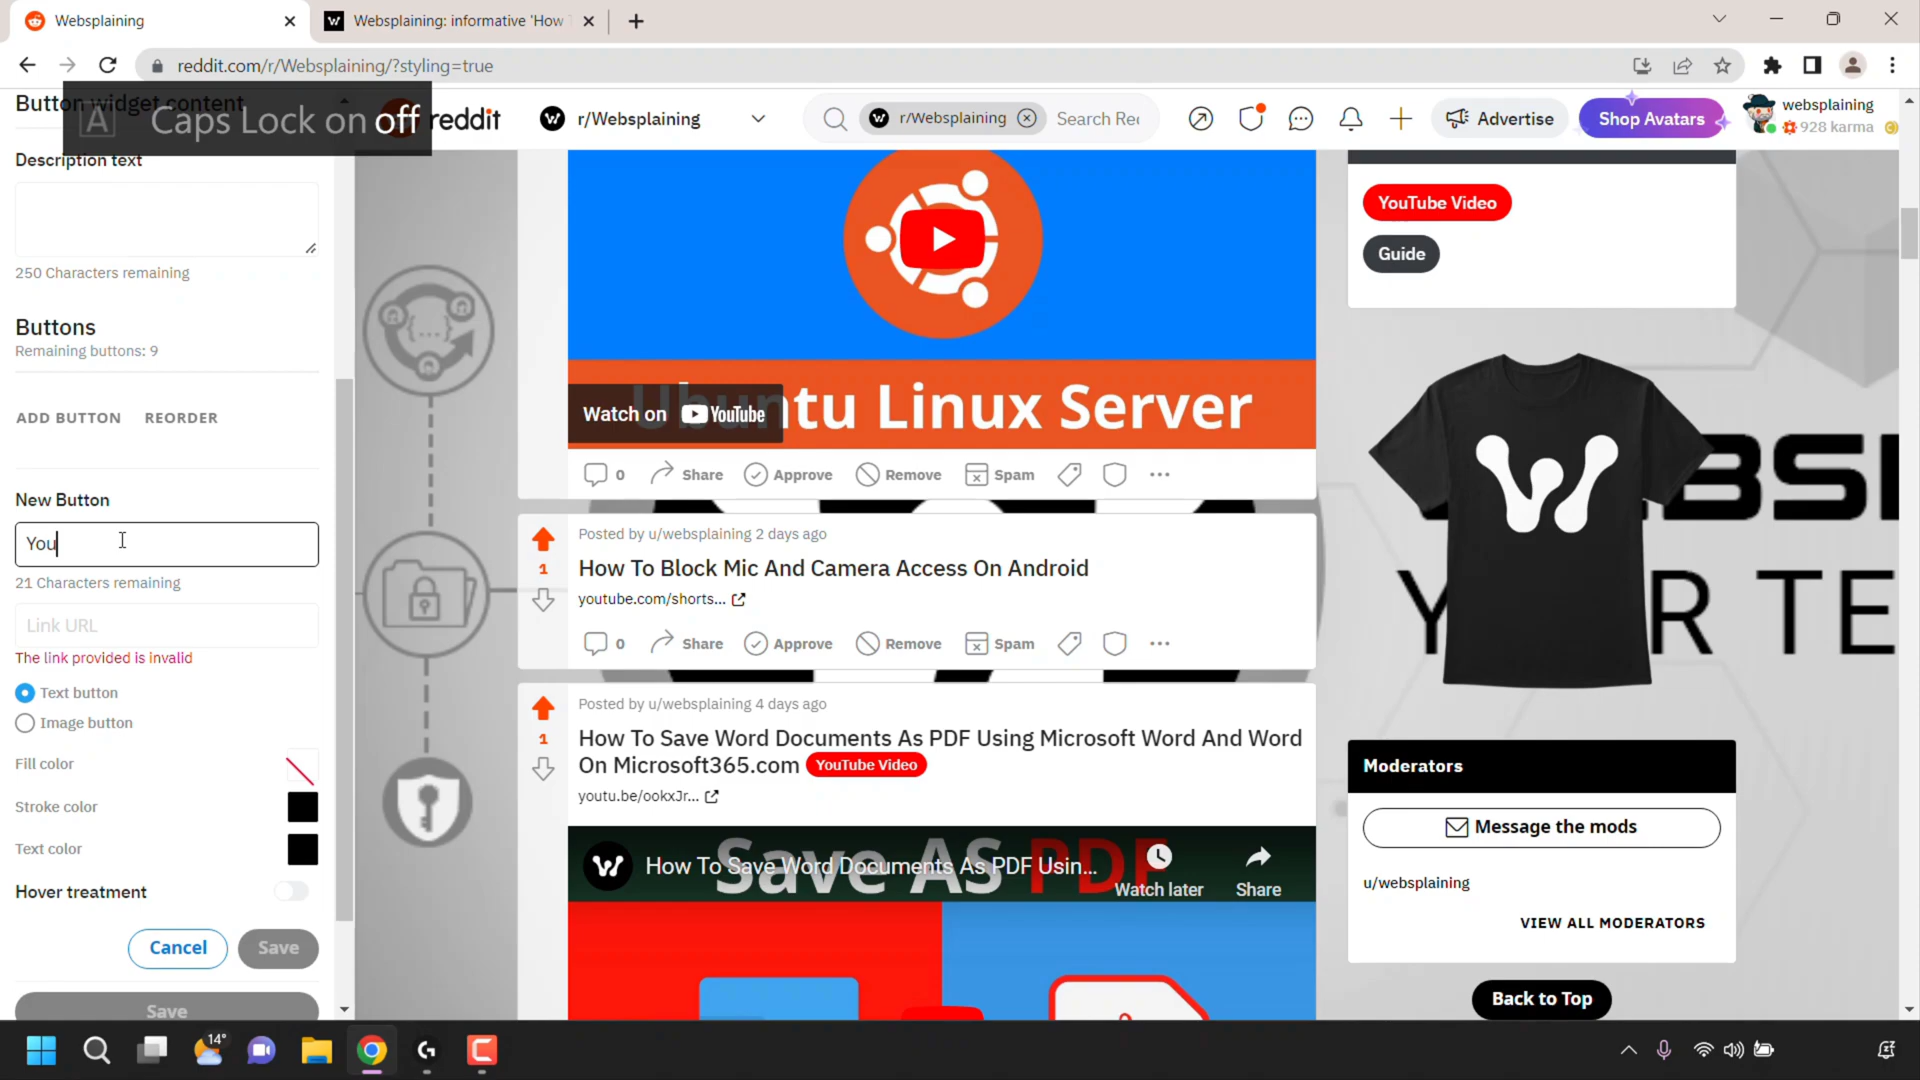 Websplaining
Websplaining: informative 'How
reddit.com/r/Websplaining/?styling=true
Button widget content
A Caps Lock on off
reddit
r/Websplaining
r/Websplaining
Search Re
Advertise
Shop Avatars
websplaining
928 karma
Description text
250 Characters remaining
Buttons
Remaining buttons: 9
ADD BUTTON REORDER
New Button
You
21 Characters remaining
Link URL
The link provided is invalid
Text button
Image button
Fill color
Stroke color
Text color
Hover treatment
Cancel Save
Save
Ubuntu Linux Server
Watch on YouTube
0 Share Approve Remove Spam
Posted by u/websplaining 2 days ago
1
How To Block Mic And Camera Access On Android
youtube.com/shorts...
0 Share Approve Remove Spam
Posted by u/websplaining 4 days ago
1
How To Save Word Documents As PDF Using Microsoft Word And Word
On Microsoft365.com YouTube Video
youtu.be/ookxJr...
Save AS PDF
How To Save Word Documents As PDF Usin...
Watch later
Share
YouTube Video
Guide
Moderators
Message the mods
u/websplaining
VIEW ALL MODERATORS
Back to Top
14°